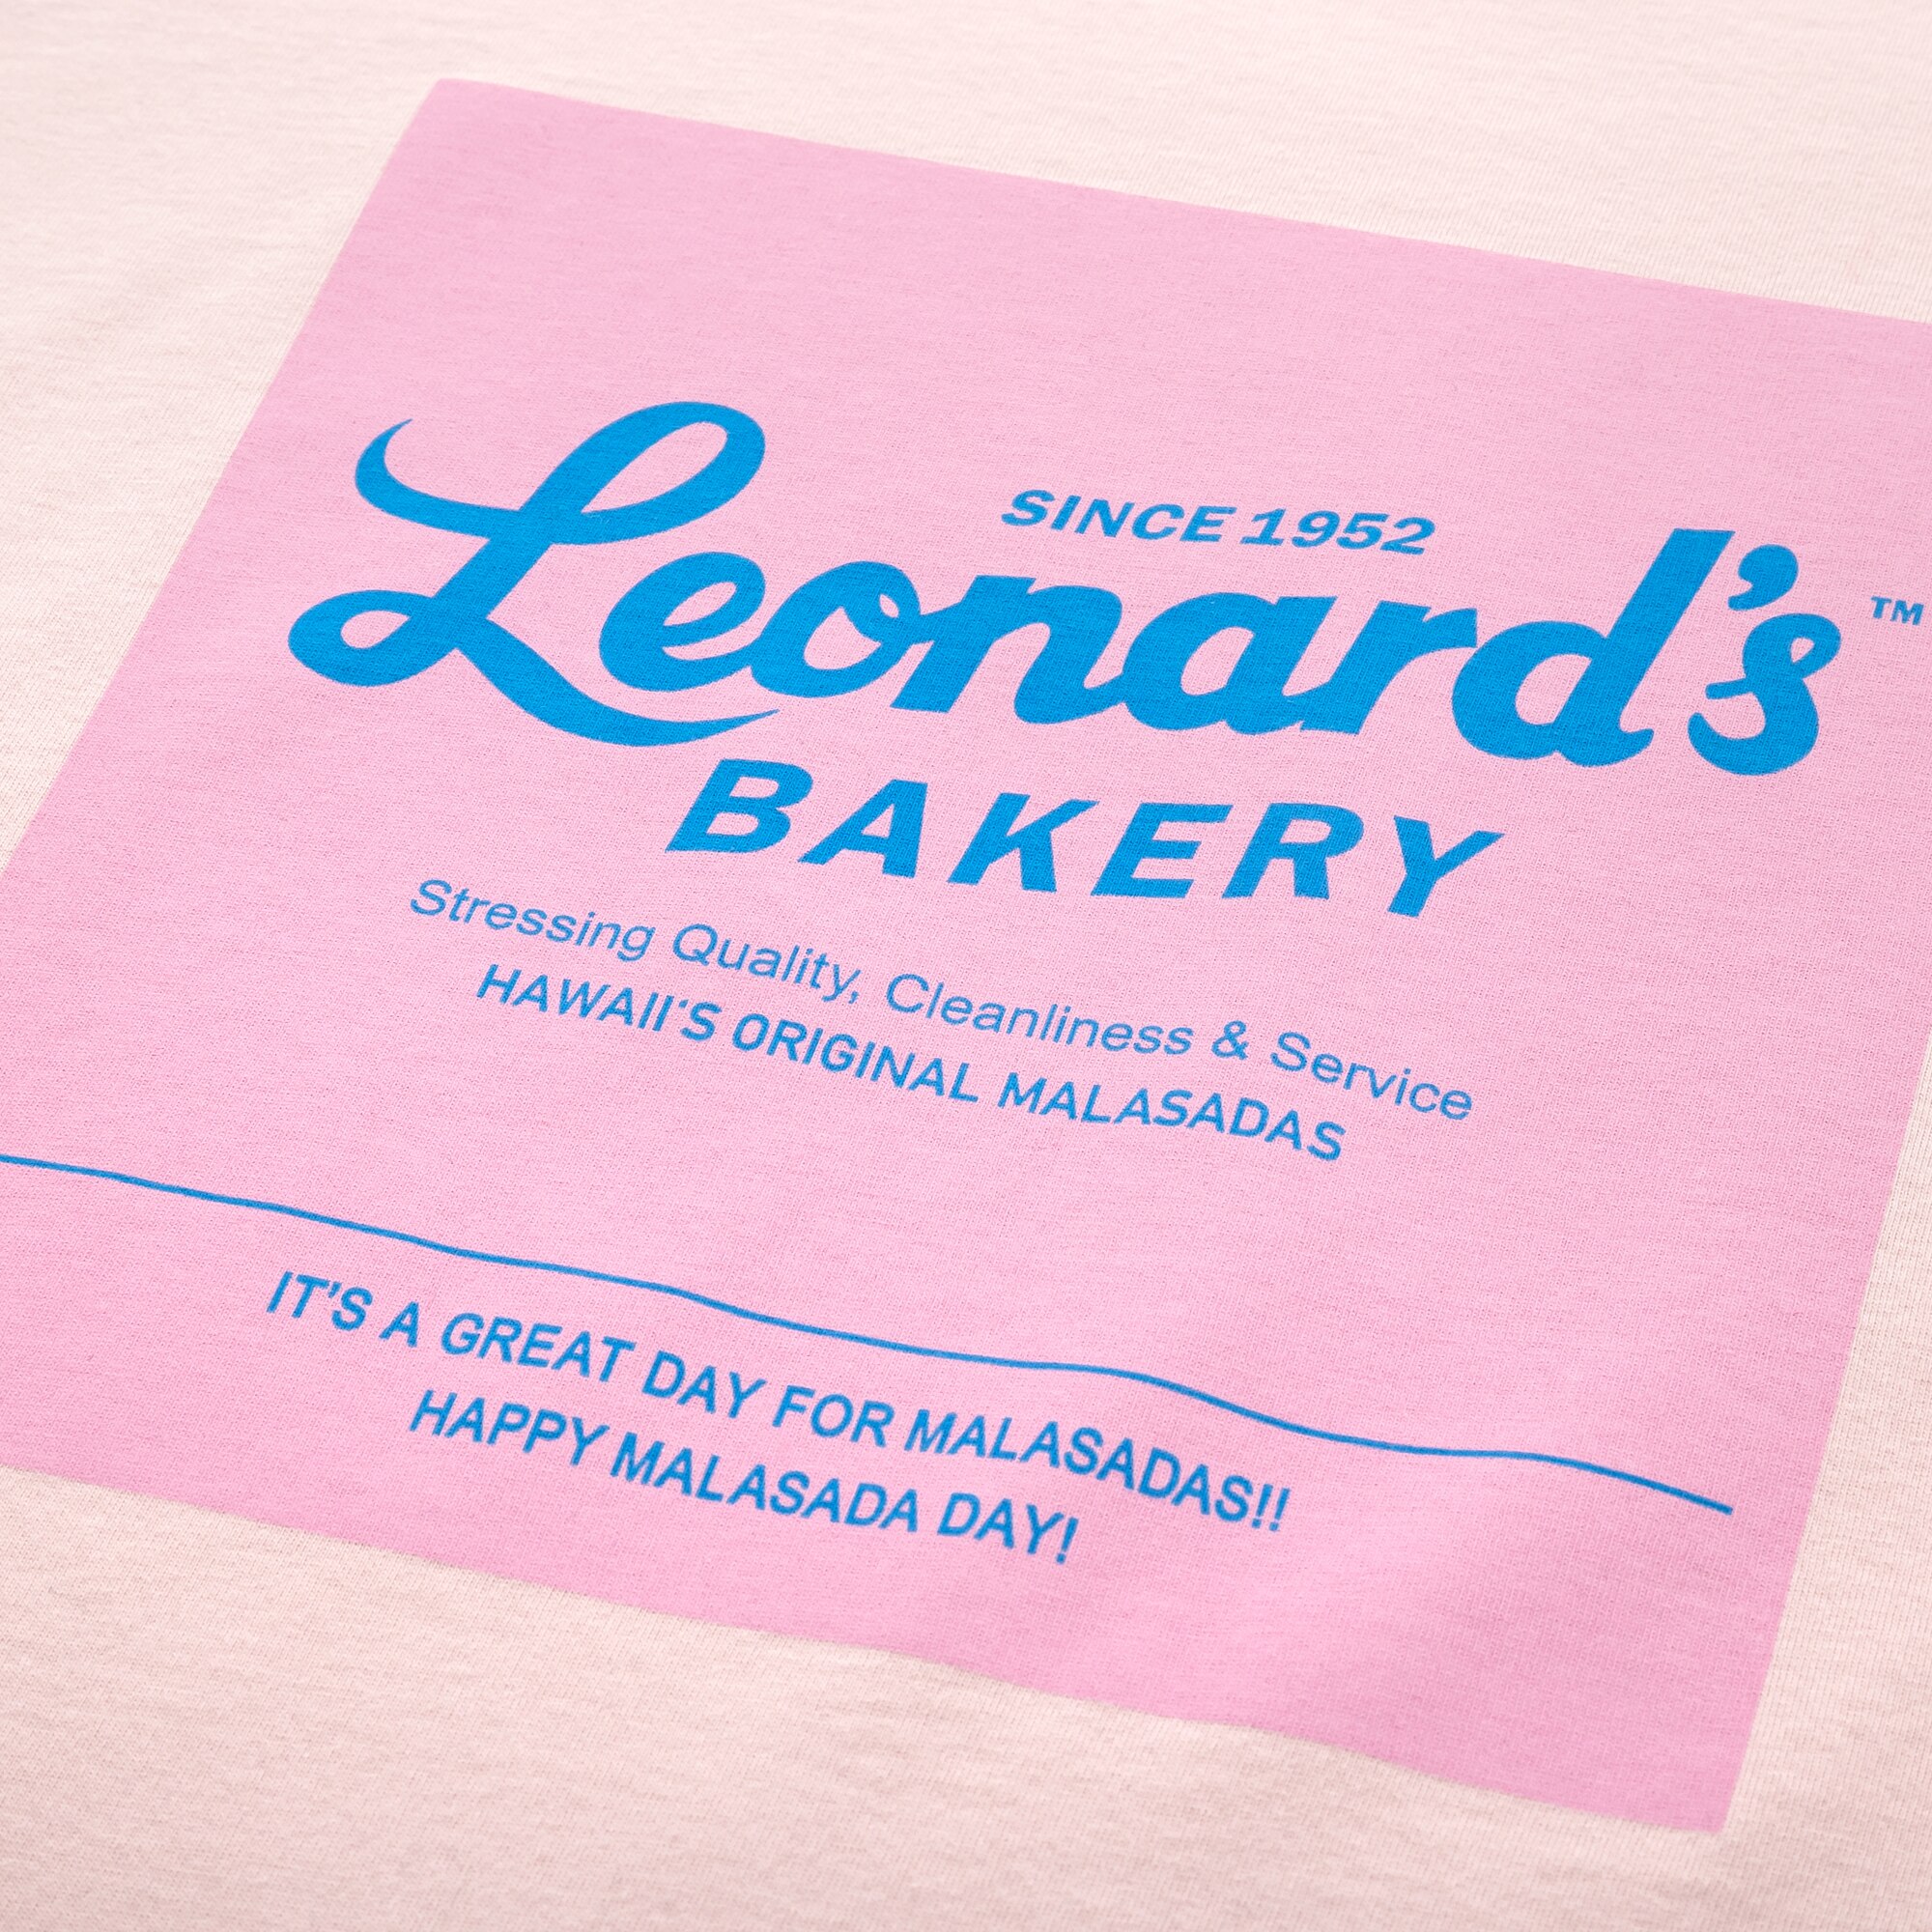 SINCE 1952
Leonard's™
BAKERY
Stressing Quality, Cleanliness & Service
HAWAII‘S ORIGINAL MALASADAS
IT’S A GREAT DAY FOR MALASADAS!!
HAPPY MALASADA DAY!